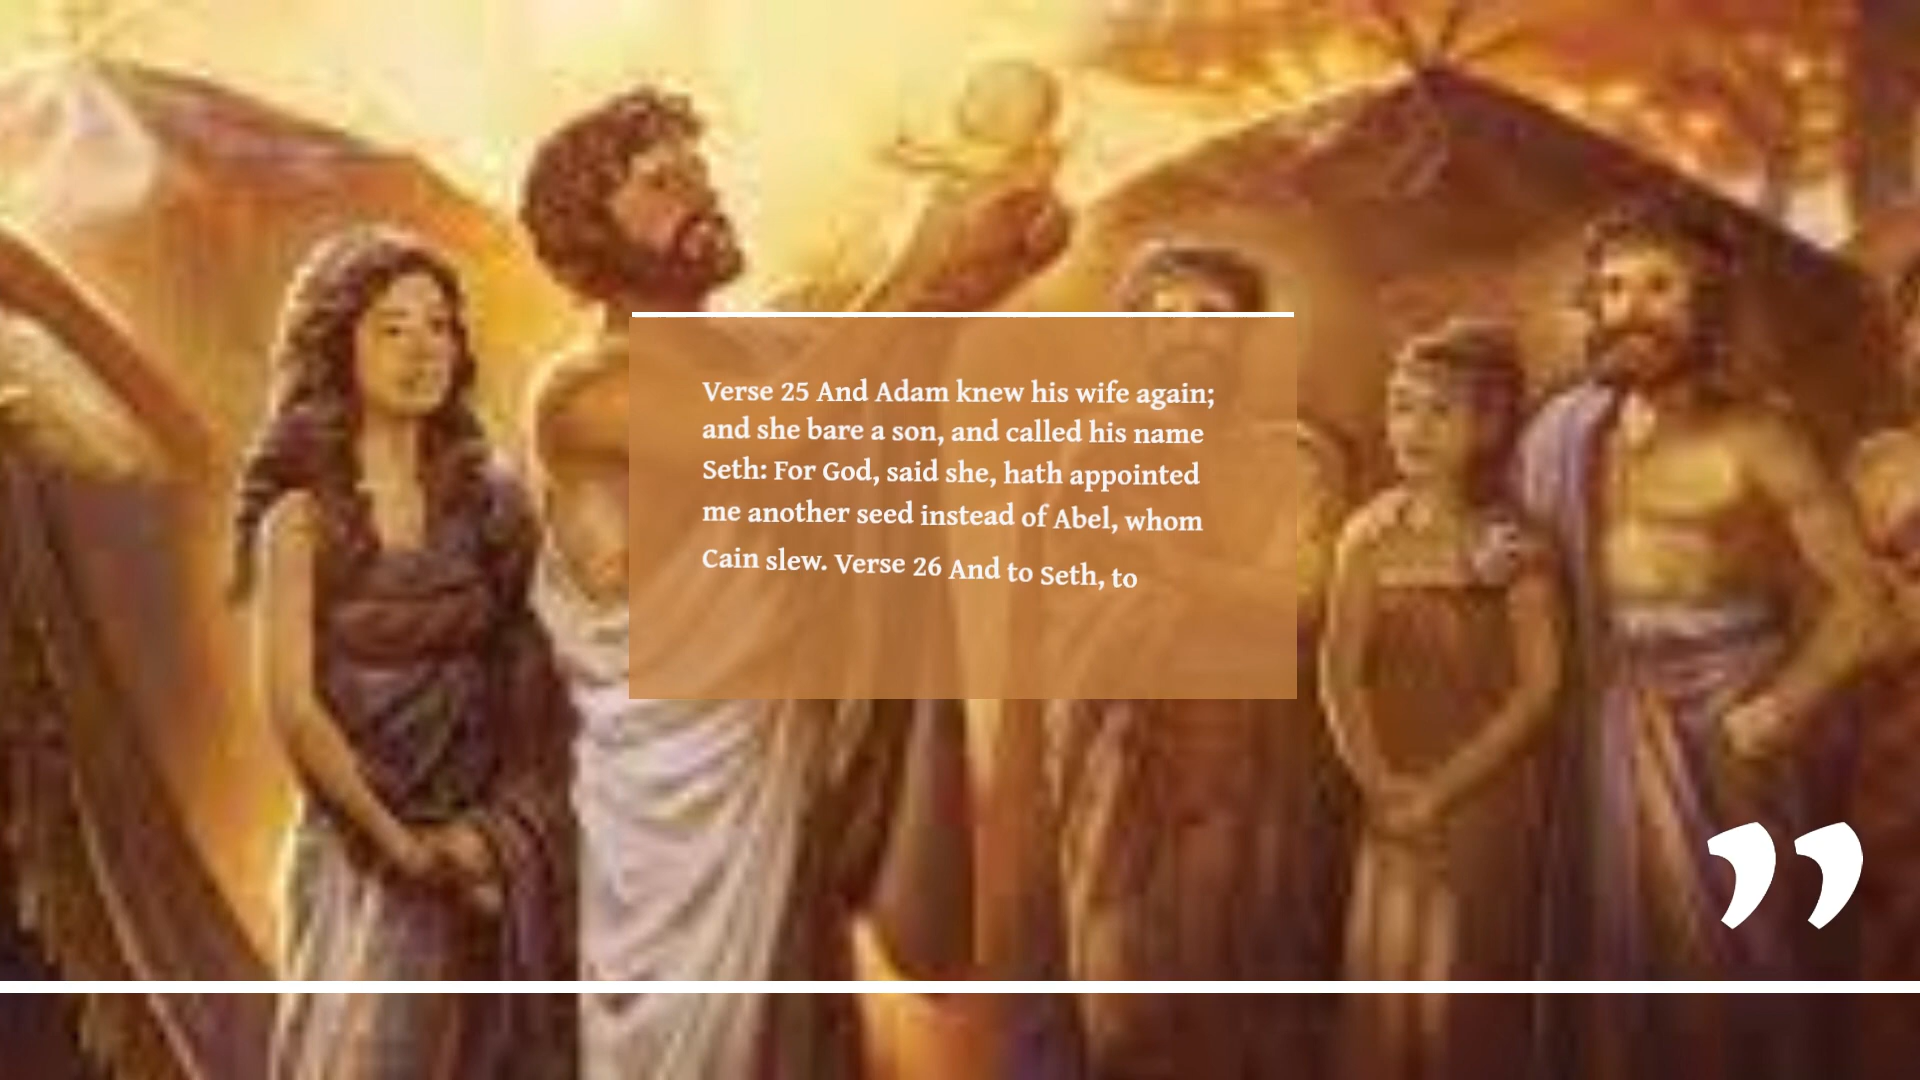 Verse 25 And Adam knew his wife again;
and she bare a son, and called his name
Seth: For God, said she, hath appointed
me another seed instead of Abel, whom
Cain slew. Verse 26 And to Seth, to
”